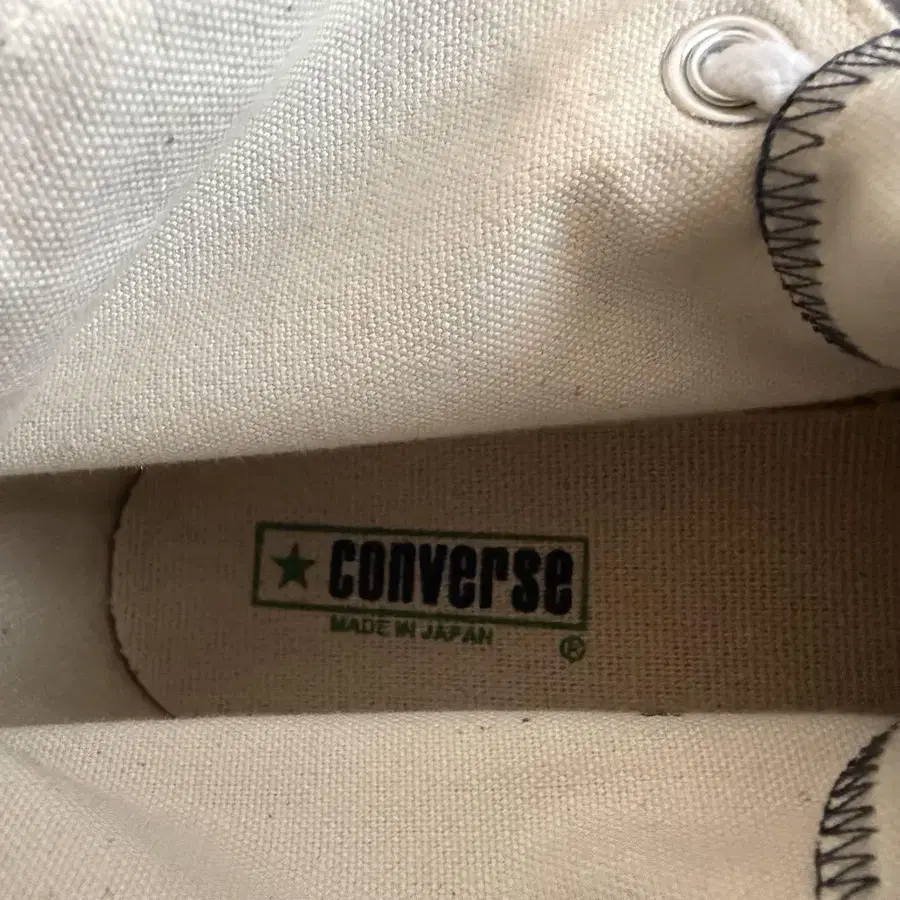 ★ converse
MADE IN JAPAN
®